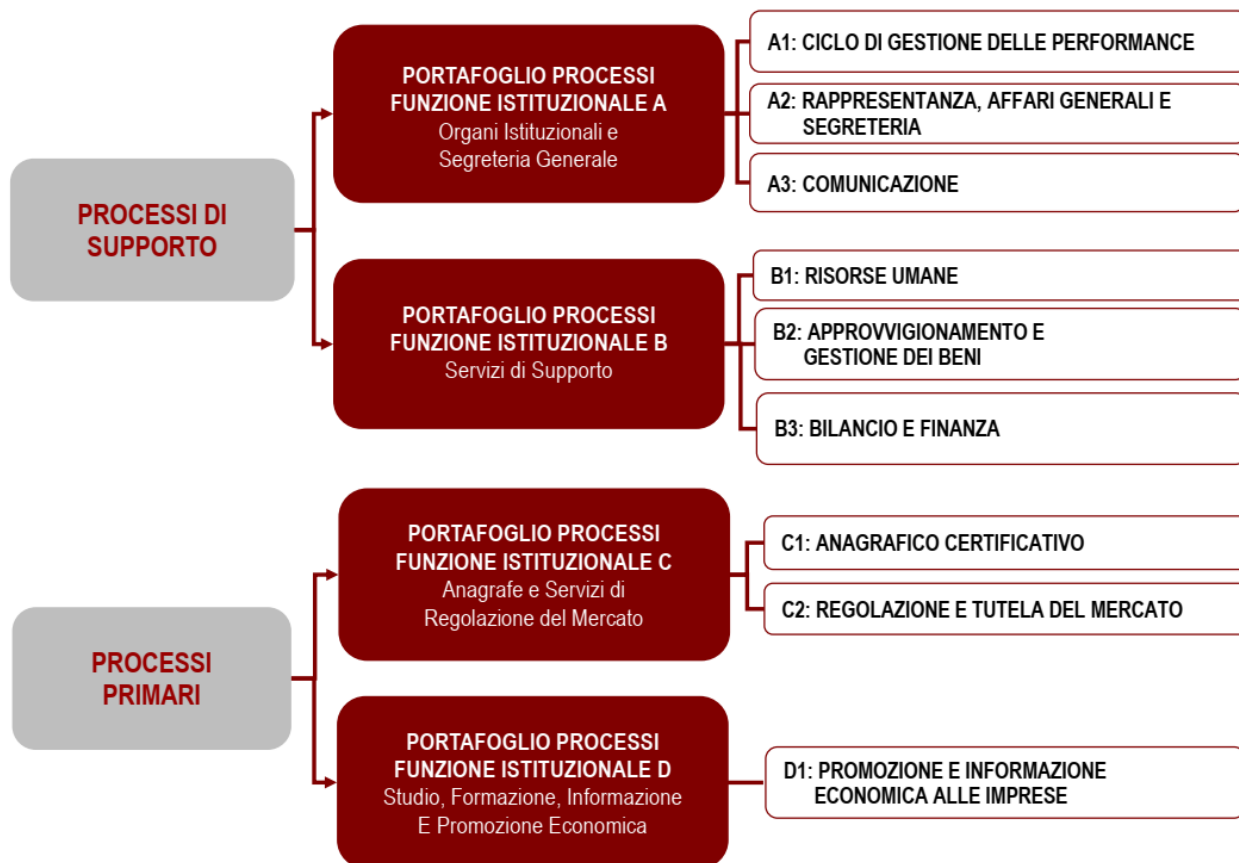 PROCESSI DI
SUPPORTO
PORTAFOGLIO PROCESSI
FUNZIONE ISTITUZIONALE A
Organi Istituzionali e
Segreteria Generale
A1: CICLO DI GESTIONE DELLE PERFORMANCE
A2: RAPPRESENTANZA, AFFARI GENERALI E
SEGRETERIA
A3: COMUNICAZIONE
PORTAFOGLIO PROCESSI
FUNZIONE ISTITUZIONALE B
Servizi di Supporto
B1: RISORSE UMANE
B2: APPROVVIGIONAMENTO E
GESTIONE DEI BENI
B3: BILANCIO E FINANZA
PROCESSI
PRIMARI
PORTAFOGLIO PROCESSI
FUNZIONE ISTITUZIONALE C
Anagrafe e Servizi di
Regolazione del Mercato
C1: ANAGRAFICO CERTIFICATIVO
C2: REGOLAZIONE E TUTELA DEL MERCATO
PORTAFOGLIO PROCESSI
FUNZIONE ISTITUZIONALE D
Studio, Formazione, Informazione
E Promozione Economica
D1: PROMOZIONE E INFORMAZIONE
ECONOMICA ALLE IMPRESE